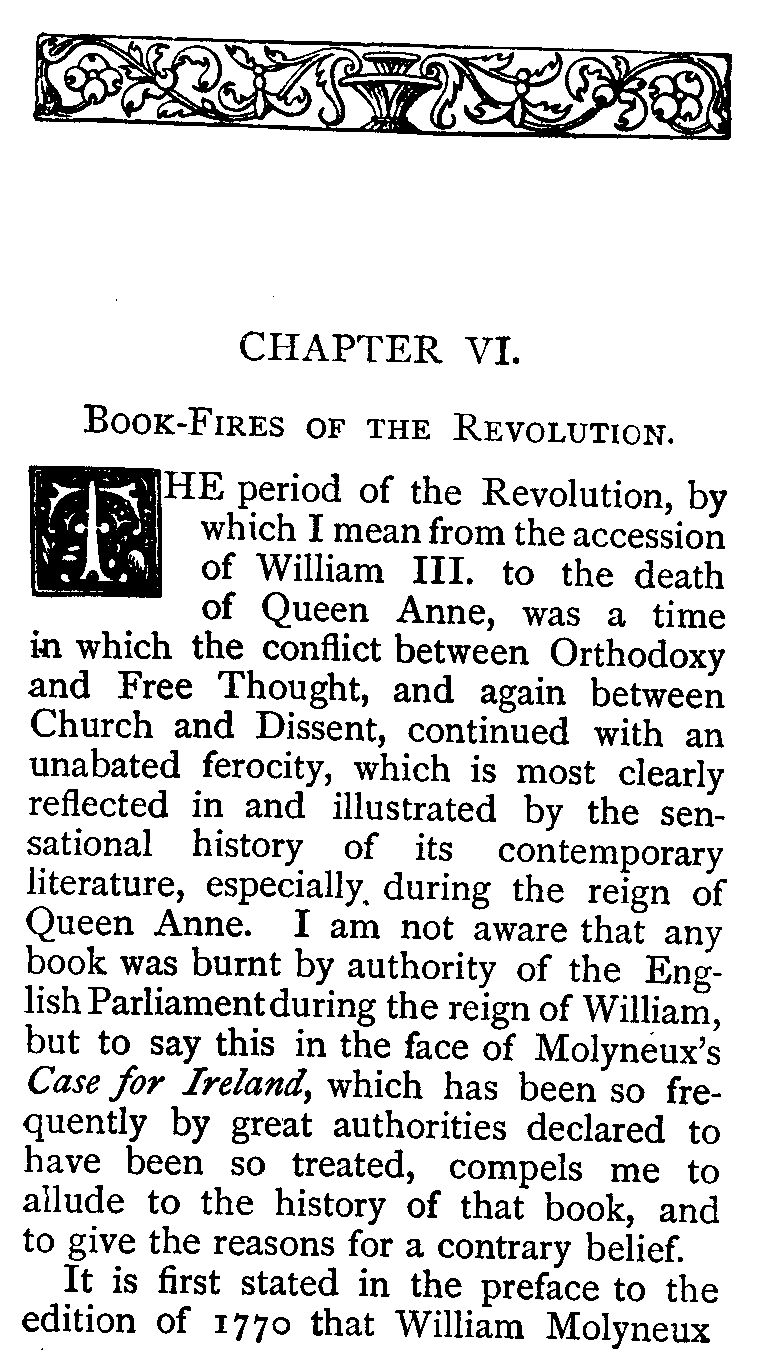 CHAPTER VI.
BOOK-FIRES OF THE REVOLUTION.
THE period of the Revolution, by
which I mean from the accession
of William III. to the death
of Queen Anne, was a time
in which the conflict between Orthodoxy
and Free Thought, and again between
Church and Dissent, continued with an
unabated ferocity, which is most clearly
reflected in and illustrated by the sen-
sational history of its contemporary
literature, especially during the reign of
Queen Anne. I am not aware that any
book was burnt by authority of the Eng-
lish Parliament during the reign of William,
but to say this in the face of Molyneux's
Case for Ireland, which has been so fre-
quently by great authorities declared to
have been so treated, compels me to
allude to the history of that book, and
to give the reasons for a contrary belief.
It is first stated in the preface to the
edition of 1770 that William Molyneux